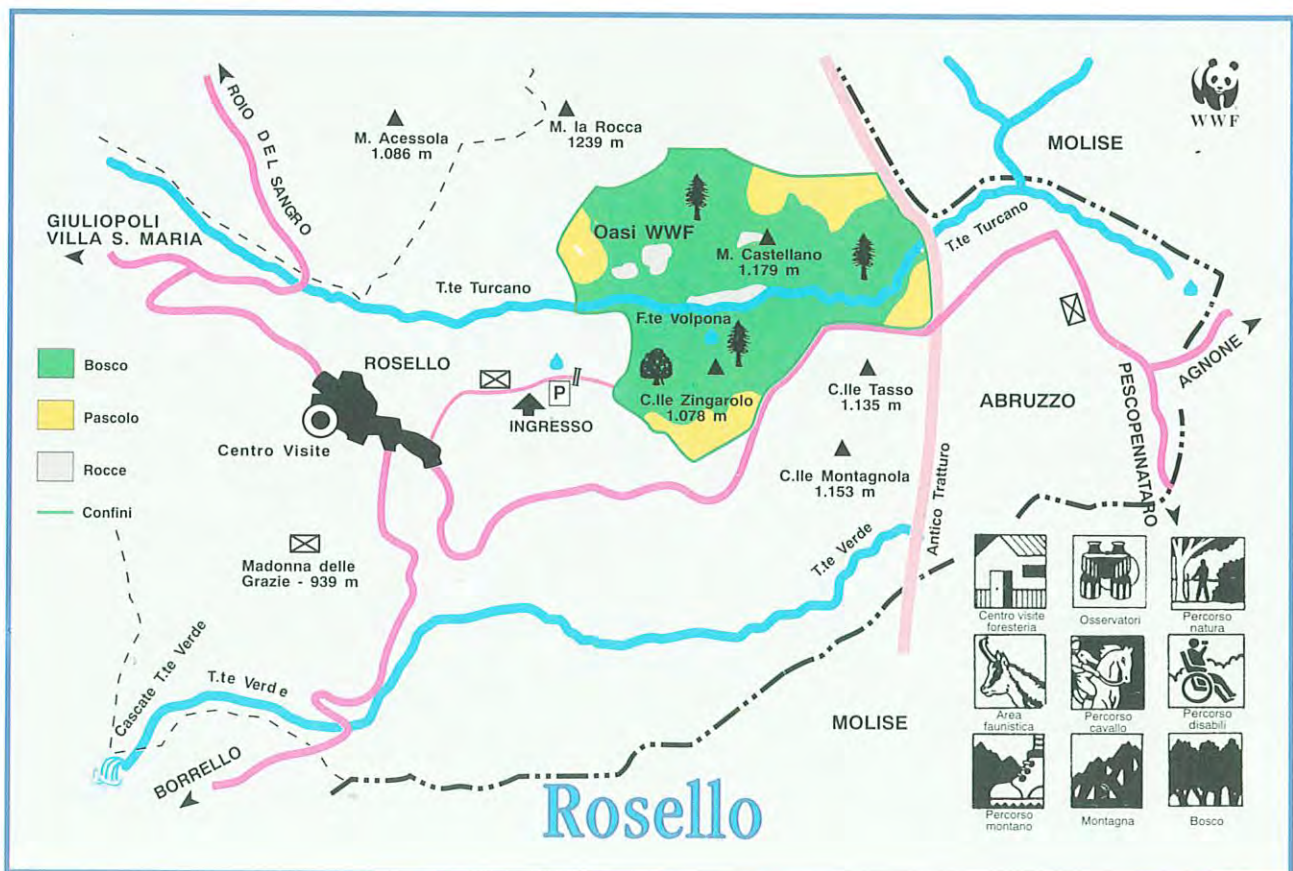 WWF
ROIO DEL SANGRO
M. Acessola
1.086 m
M. la Rocca
1239 m
MOLISE
GIULIOPOLI
VILLA S. MARIA
Oasi WWF
M. Castellano
1.179 m
T.te Turcano
T.te Turcano
F.te Volpona
ROSELLO
P
INGRESSO
C.lle Zingarolo
1.078 m
C.lle Tasso
1.135 m
C.lle Montagnola
1.153 m
ABRUZZO
AGNONE
PESCOPENNATARO
Antico Tratturo
Bosco
Pascolo
Rocce
Confini
Centro Visite
Madonna delle
Grazie - 939 m
T.te Verde
Cascate T.te Verde
T.te Verde
BORRELLO
MOLISE
Rosello
Centro visite
foresteria
Osservatori
Percorso
natura
Area
faunistica
Percorso
cavallo
Percorso
disabili
Percorso
montano
Montagna
Bosco